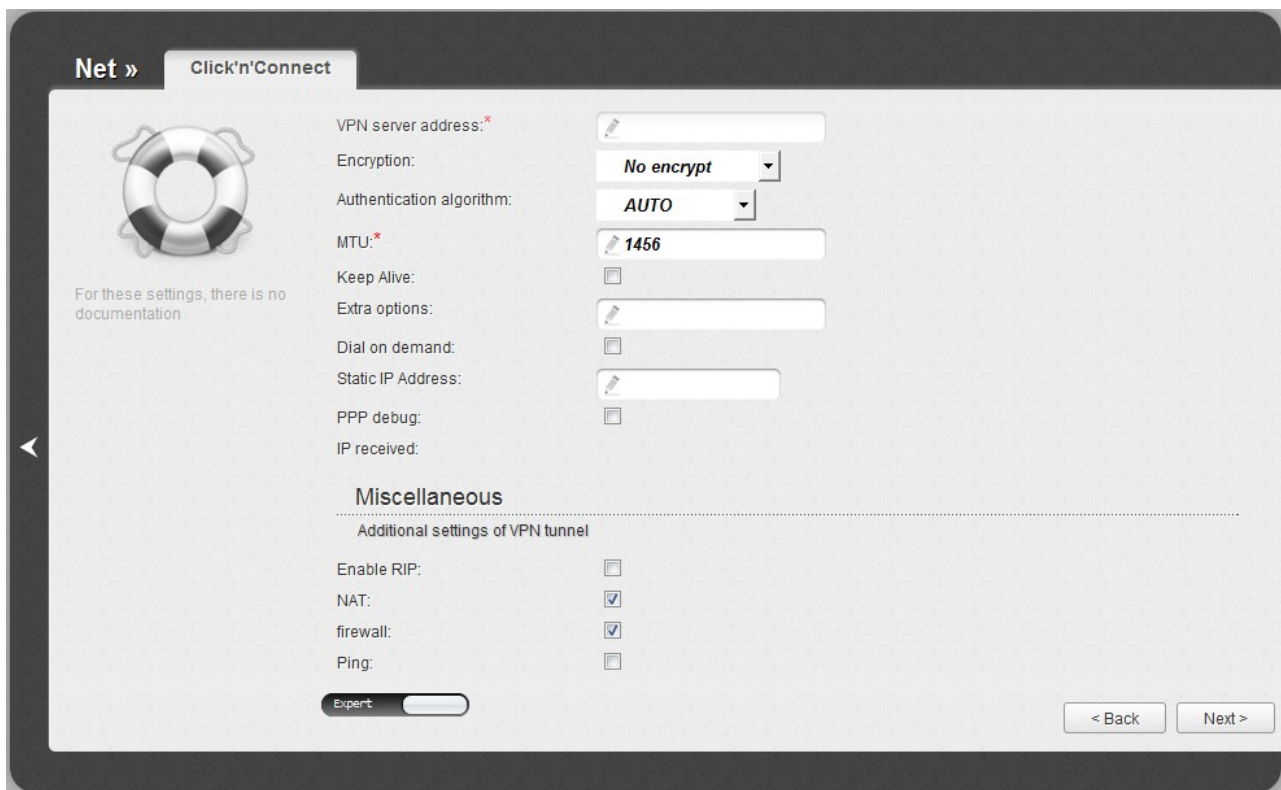 Net » Click'n'Connect
VPN server address:*
Encryption: No encrypt
Authentication algorithm: AUTO
MTU:* 1456
Keep Alive:
For these settings, there is no
documentation
Extra options:
Dial on demand:
Static IP Address:
PPP debug:
IP received:
Miscellaneous
Additional settings of VPN tunnel
Enable RIP:
NAT:
firewall:
Ping:
Expert
< Back Next >